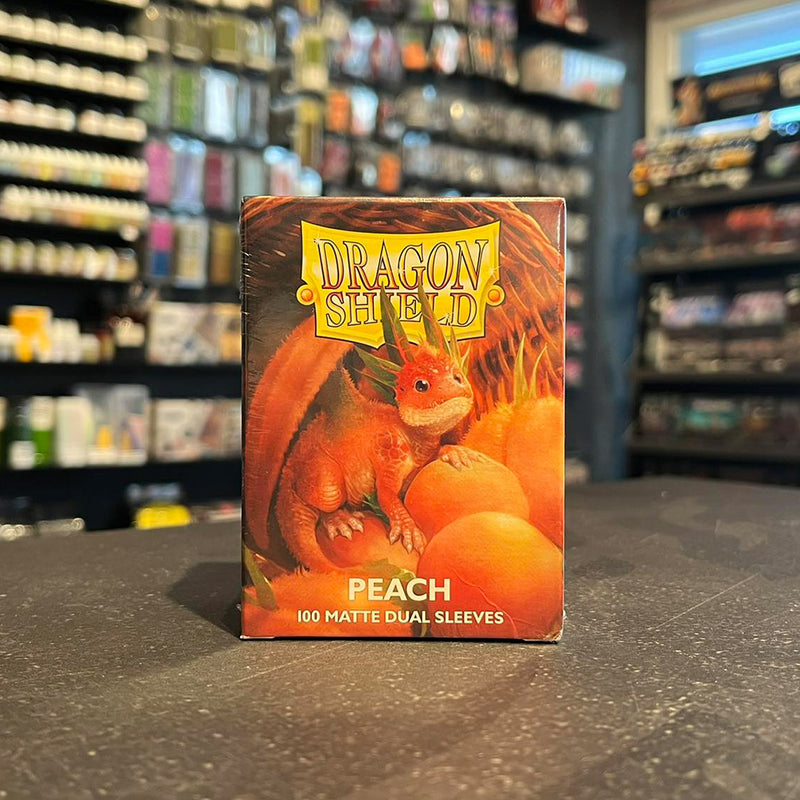 DRAGON
SHIELD
PEACH
100 MATTE DUAL SLEEVES